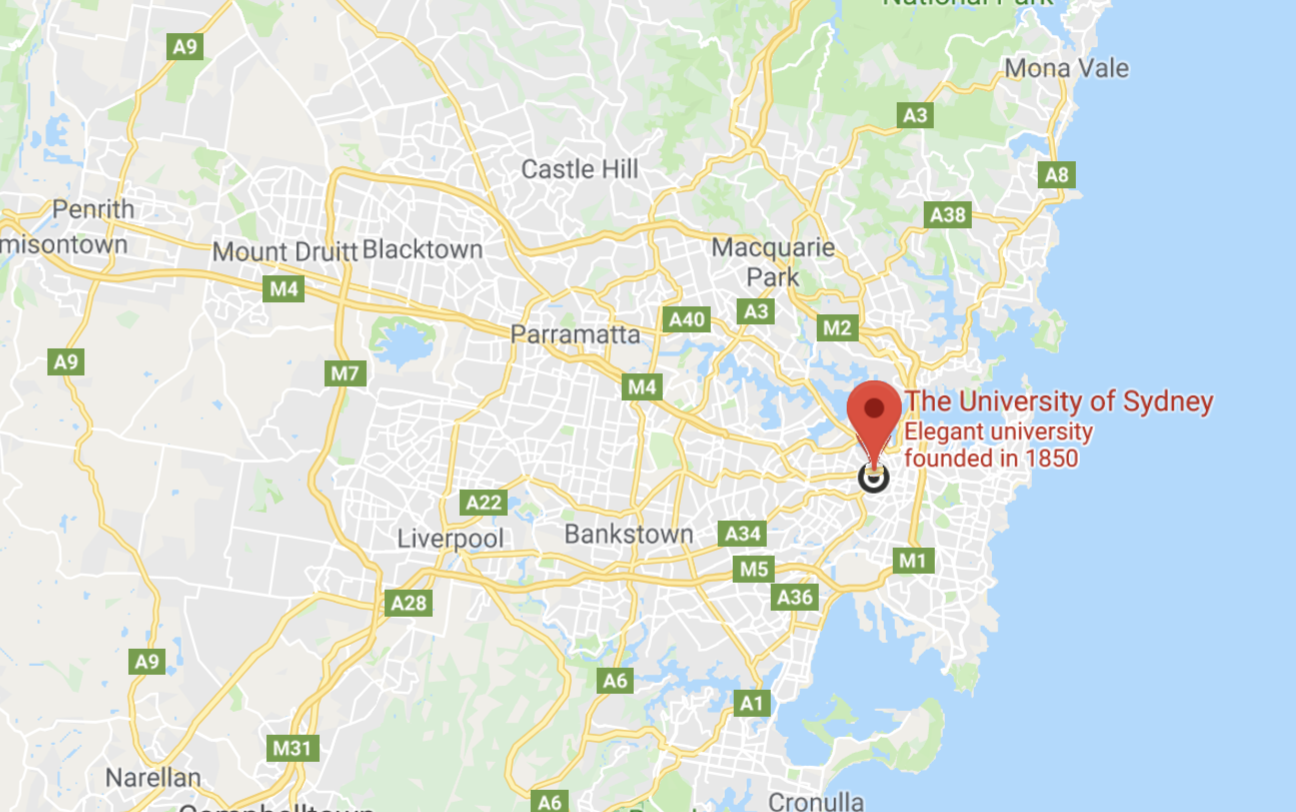 National Park
A9
Mona Vale
A3
Castle Hill
A8
Penrith
A38
misontown
Mount Druitt
Blacktown
Macquarie
Park
M4
A40
A3
M2
Parramatta
A9
M7
M4
The University of Sydney
Elegant university
founded in 1850
A22
Liverpool
Bankstown
A34
M5
M1
A36
A28
A9
A6
A1
M31
Narellan
Campbelltown
A6
Cronulla